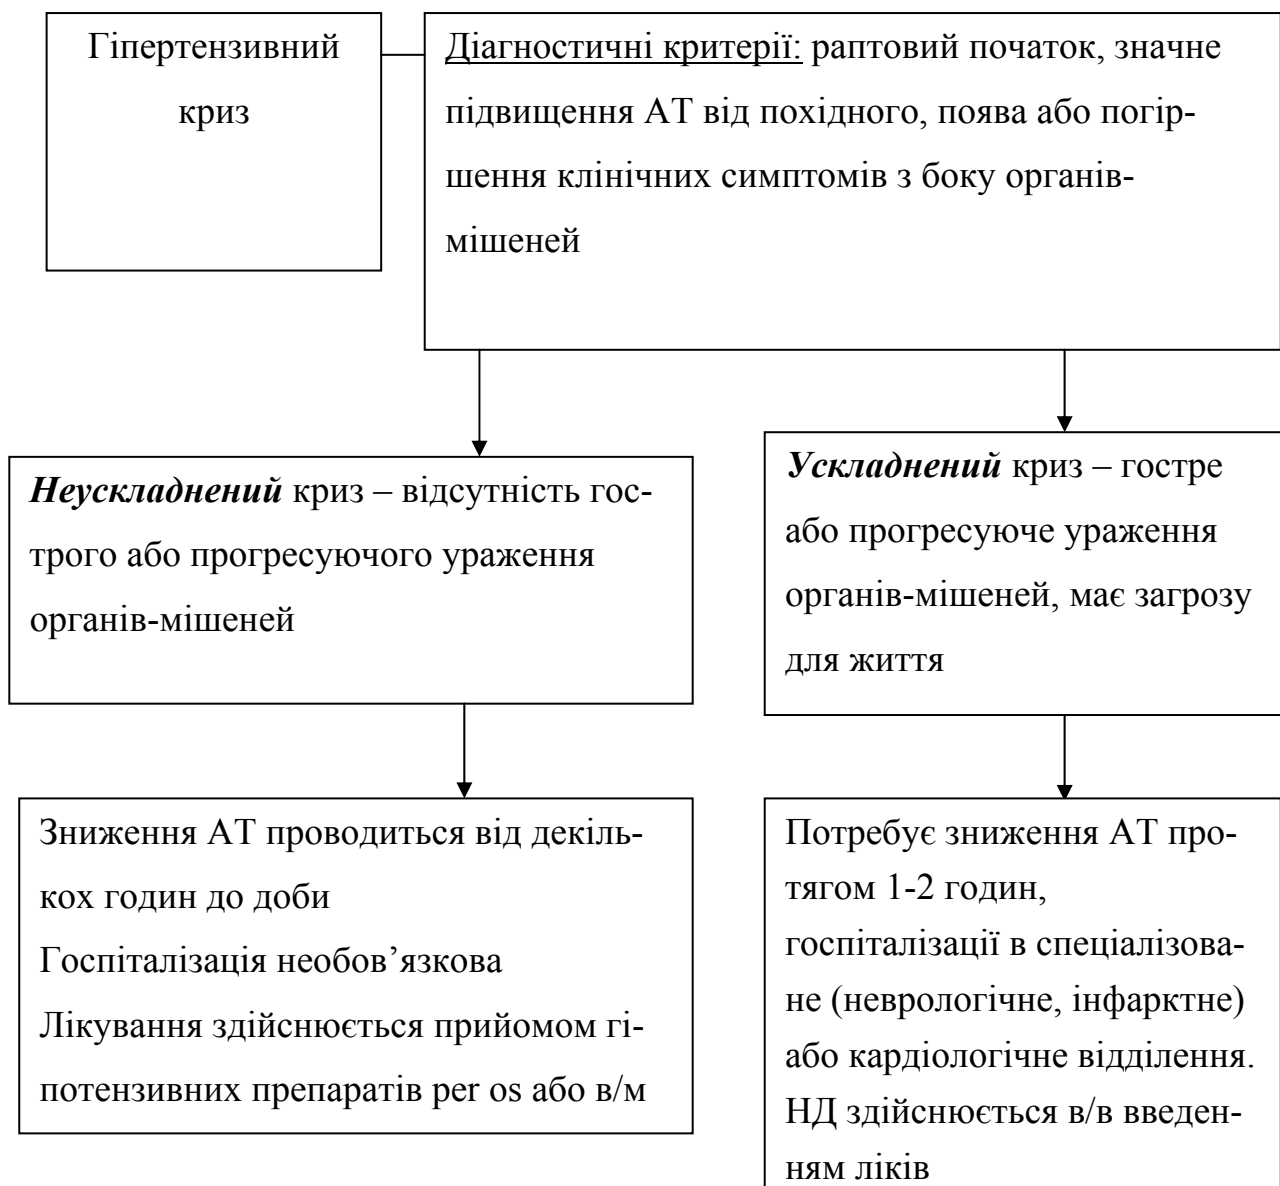 Гіпертензивний
криз
Діагностичні критерії: раптовий початок, значне
підвищення АТ від похідного, поява або погір-
шення клінічних симптомів з боку органів-
мішеней
Неускладнений криз – відсутність гос-
трого або прогресуючого ураження
органів-мішеней
Ускладнений криз – гостре
або прогресуюче ураження
органів-мішеней, має загрозу
для життя
Зниження АТ проводиться від декіль-
кох годин до доби
Госпіталізація необов’язкова
Лікування здійснюється прийомом гі-
потензивних препаратів per os або в/м
Потребує зниження АТ про-
тягом 1-2 годин,
госпіталізації в спеціалізова-
не (неврологічне, інфарктне)
або кардіологічне відділення.
НД здійснюється в/в введен-
ням ліків